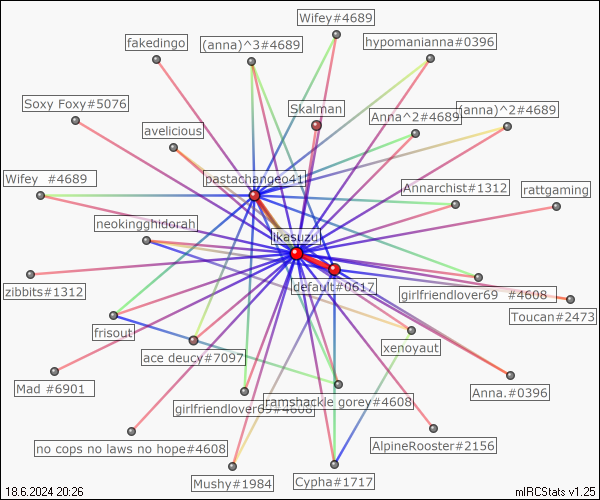 Wifey#4689
fakedingo
(anna)^3#4689
hypomanianna#0396
Soxy Foxy#5076
Skalman
Anna^2#4689
(anna)^2#4689
avelicious
pastachangeo41
Wifey #4689
Annarchist#1312
rattgaming
neokingghidorah
ikasuzu
default#0617
zibbits#1312
girlfriendlover69 #4608
Toucan#2473
frisout
xenoyaut
ace deucy#7097
Mad #6901
Anna.#0396
girlfriendlover69#4608
ramshackle gorey#4608
no cops no laws no hope#4608
AlpineRooster#2156
Mushy#1984
Cypha#1717
18.6.2024 20:26
mIRCStats v1.25